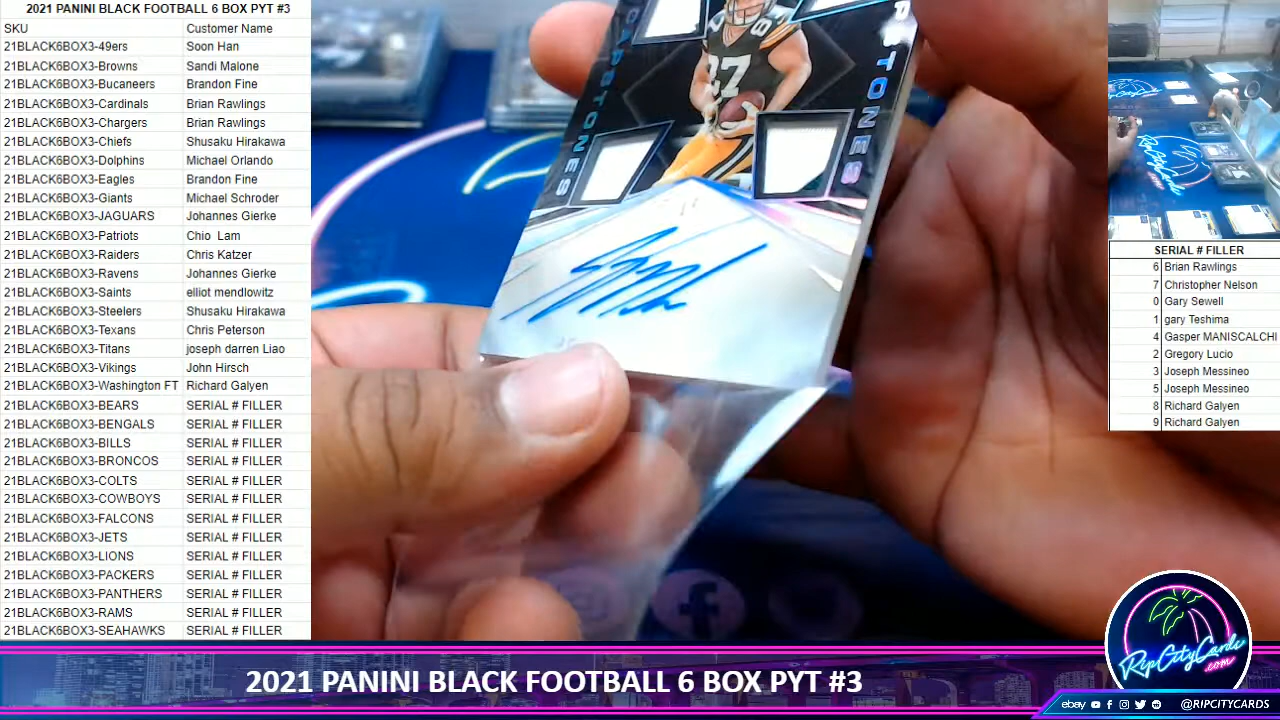 2021 PANINI BLACK FOOTBALL 6 BOX PYT #3
SKU Customer Name
21BLACK6BOX3-49ers Soon Han
21BLACK6BOX3-Browns Sandi Malone
21BLACK6BOX3-Bucaneers Brandon Fine
21BLACK6BOX3-Cardinals Brian Rawlings
21BLACK6BOX3-Chargers Brian Rawlings
21BLACK6BOX3-Chiefs Shusaku Hirakawa
21BLACK6BOX3-Dolphins Michael Orlando
21BLACK6BOX3-Eagles Brandon Fine
21BLACK6BOX3-Giants Michael Schroder
21BLACK6BOX3-JAGUARS Johannes Gierke
21BLACK6BOX3-Patriots Chio Lam
21BLACK6BOX3-Raiders Chris Katzer
21BLACK6BOX3-Ravens Johannes Gierke
21BLACK6BOX3-Saints elliot mendlowitz
21BLACK6BOX3-Steelers Shusaku Hirakawa
21BLACK6BOX3-Texans Chris Peterson
21BLACK6BOX3-Titans joseph darren Liao
21BLACK6BOX3-Vikings John Hirsch
21BLACK6BOX3-Washington FT Richard Galyen
21BLACK6BOX3-BEARS SERIAL # FILLER
21BLACK6BOX3-BENGALS SERIAL # FILLER
21BLACK6BOX3-BILLS SERIAL # FILLER
21BLACK6BOX3-BRONCOS SERIAL # FILLER
21BLACK6BOX3-COLTS SERIAL # FILLER
21BLACK6BOX3-COWBOYS SERIAL # FILLER
21BLACK6BOX3-FALCONS SERIAL # FILLER
21BLACK6BOX3-JETS SERIAL # FILLER
21BLACK6BOX3-LIONS SERIAL # FILLER
21BLACK6BOX3-PACKERS SERIAL # FILLER
21BLACK6BOX3-PANTHERS SERIAL # FILLER
21BLACK6BOX3-RAMS SERIAL # FILLER
21BLACK6BOX3-SEAHAWKS SERIAL # FILLER
87
SERIAL # FILLER
6 Brian Rawlings
7 Christopher Nelson
0 Gary Sewell
1 gary Teshima
4 Gasper MANISCALCHI
2 Gregory Lucio
3 Joseph Messineo
5 Joseph Messineo
8 Richard Galyen
9 Richard Galyen
RipCityCards
.com
2021 PANINI BLACK FOOTBALL 6 BOX PYT #3
ebay @RIPCITYCARDS